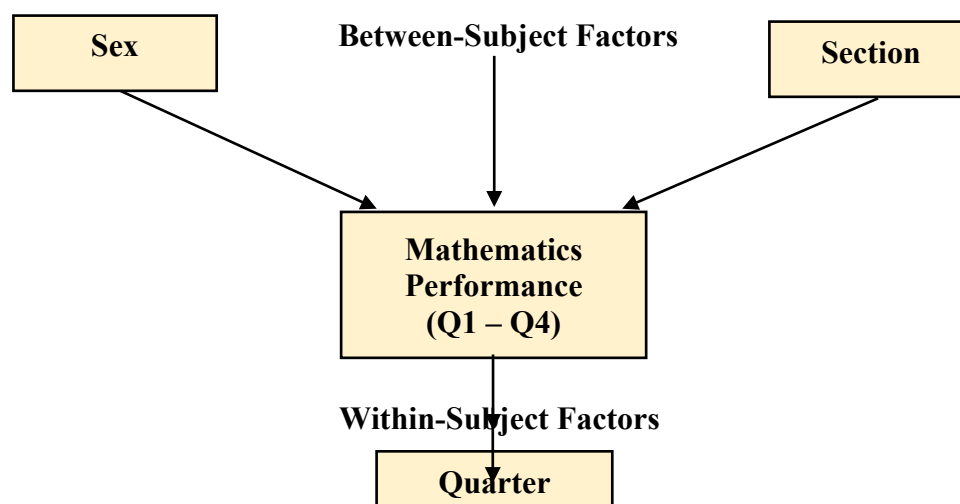 Sex
Between-Subject Factors
Section
Mathematics
Performance
(Q1 – Q4)
Within-Subject Factors
Quarter